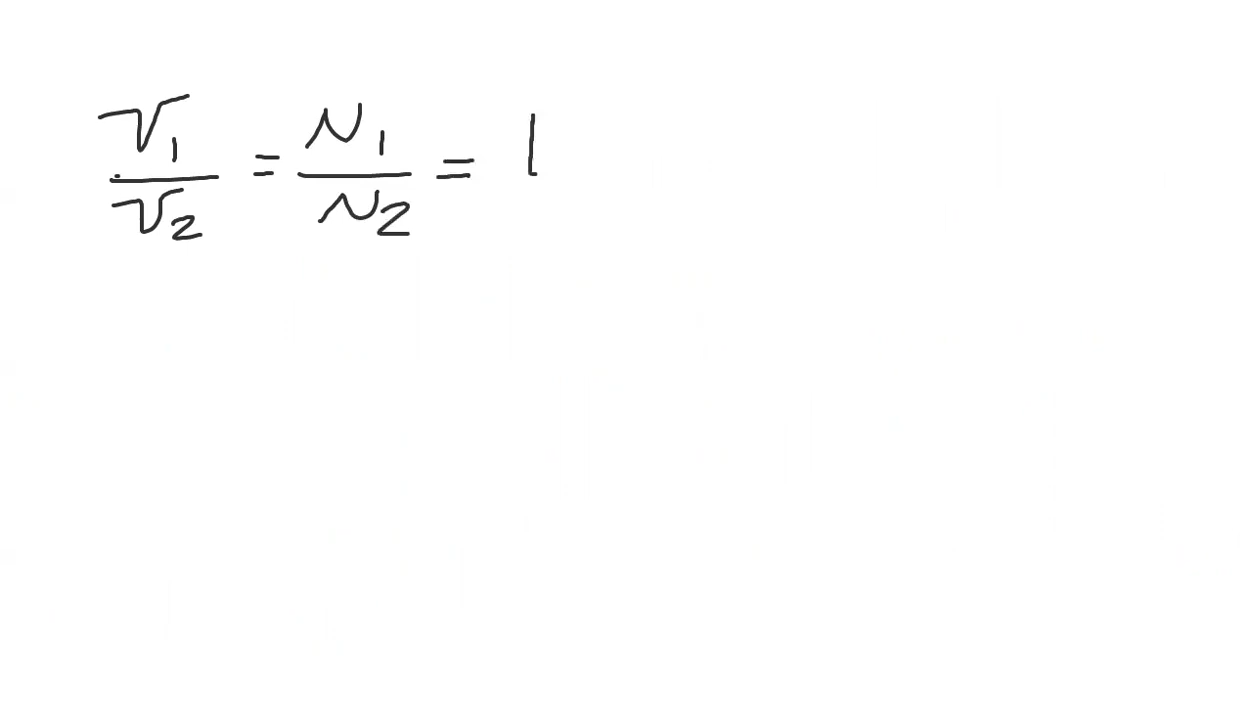 V1/V2 = N1/N2 = 1